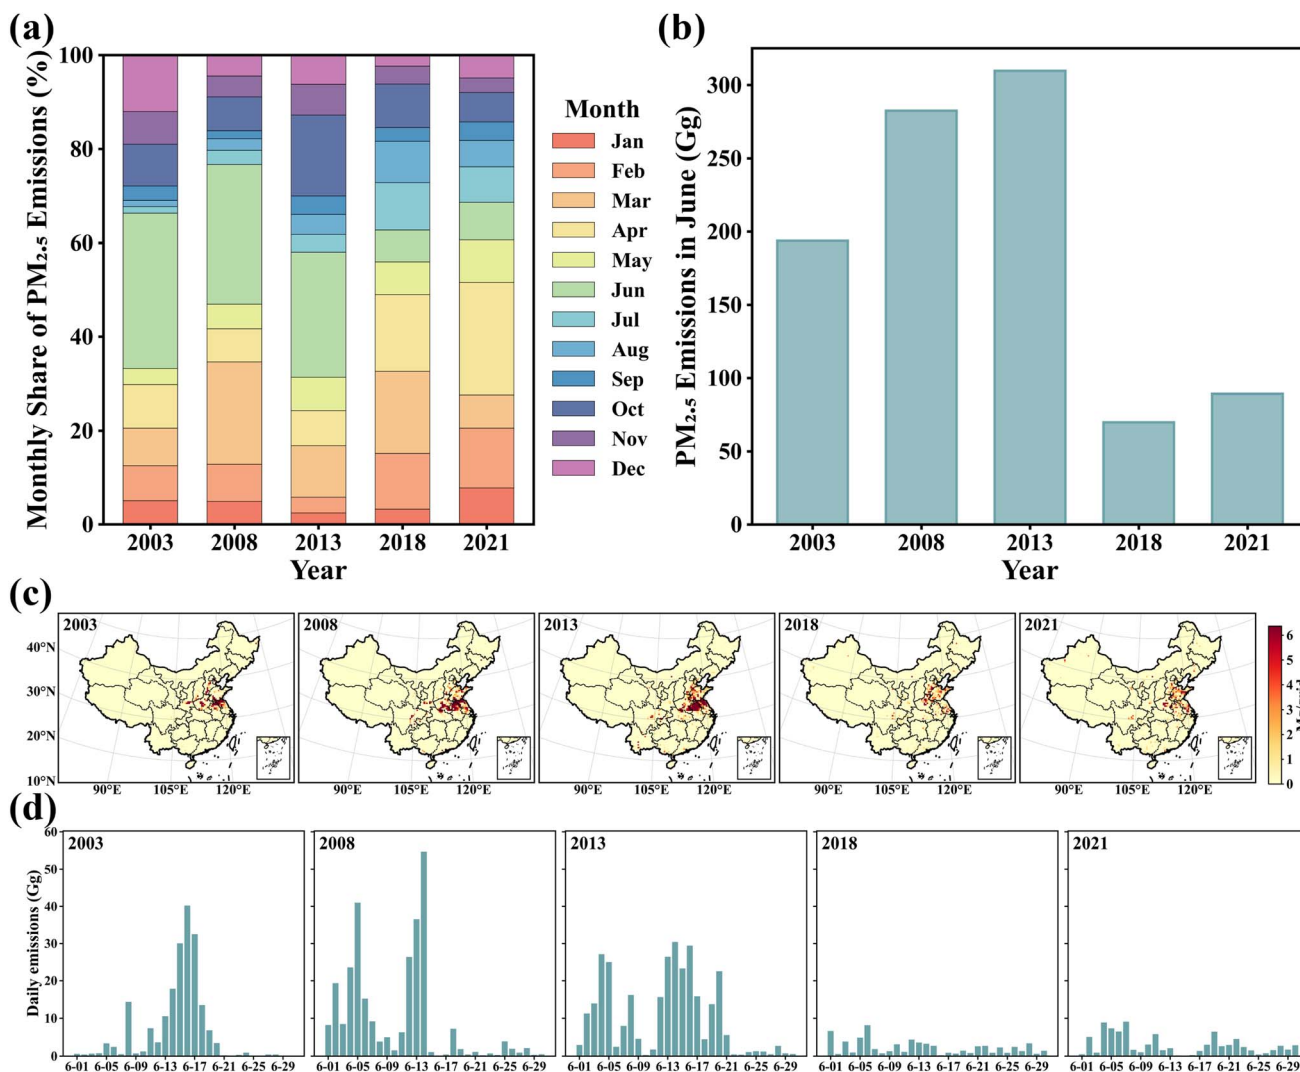 (a)
Monthly Share of PM₂.₅ Emissions (%)
100
80
60
40
20
0
2003 2008 2013 2018 2021
Year
Month
Jan
Feb
Mar
Apr
May
Jun
Jul
Aug
Sep
Oct
Nov
Dec
(b)
PM₂.₅ Emissions in June (Gg)
300
250
200
150
100
50
0
2003 2008 2013 2018 2021
Year
(c)
2003 2008 2013 2018 2021
40°N
30°N
20°N
10°N
90°E 105°E 120°E 90°E 105°E 120°E 90°E 105°E 120°E 90°E 105°E 120°E 90°E 105°E 120°E
6
5
4
3
2
1
0
(d)
Daily emissions (Gg)
60
50
40
30
20
10
0
2003 2008 2013 2018 2021
6-01 6-05 6-09 6-13 6-17 6-21 6-25 6-29 6-01 6-05 6-09 6-13 6-17 6-21 6-25 6-29 6-01 6-05 6-09 6-13 6-17 6-21 6-25 6-29 6-01 6-05 6-09 6-13 6-17 6-21 6-25 6-29 6-01 6-05 6-09 6-13 6-17 6-21 6-25 6-29